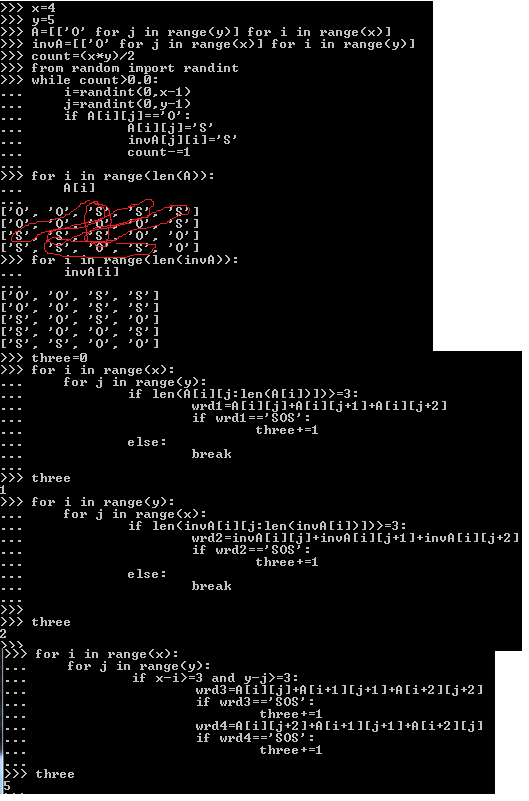 >>> x=4
>>> y=5
>>> A=[['O' for j in range(y)] for i in range(x)]
>>> invA=[['O' for j in range(x)] for i in range(y)]
>>> count=(x*y)/2
>>> from random import randint
>>> while count>0.0:
...     i=randint(0,x-1)
...     j=randint(0,y-1)
...     if A[i][j]=='O':
...             A[i][j]='S'
...             invA[j][i]='S'
...             count-=1
...
>>> for i in range(len(A)):
...     A[i]
...
['O', 'O', 'S', 'S', 'S']
['O', 'O', 'O', 'O', 'S']
['S', 'S', 'S', 'O', 'O']
['S', 'S', 'O', 'S', 'O']
>>> for i in range(len(invA)):
...     invA[i]
...
['O', 'O', 'S', 'S']
['O', 'O', 'S', 'S']
['S', 'O', 'S', 'O']
['S', 'O', 'O', 'S']
['S', 'S', 'O', 'O']
>>> three=0
>>> for i in range(x):
...     for j in range(y):
...             if len(A[i][j:len(A[i])])>=3:
...                     wrd1=A[i][j]+A[i][j+1]+A[i][j+2]
...                     if wrd1=='SOS':
...                             three+=1
...             else:
...                     break
...
>>> three
1
>>> for i in range(y):
...     for j in range(x):
...             if len(invA[i][j:len(invA[i])])>=3:
...                     wrd2=invA[i][j]+invA[i][j+1]+invA[i][j+2]
...                     if wrd2=='SOS':
...                             three+=1
...             else:
...                     break
...
>>>
>>> three
2
>>>
>>> for i in range(x):
...     for j in range(y):
...             if x-i>=3 and y-j>=3:
...                     wrd3=A[i][j]+A[i+1][j+1]+A[i+2][j+2]
...                     if wrd3=='SOS':
...                             three+=1
...                     wrd4=A[i][j+2]+A[i+1][j+1]+A[i+2][j]
...                     if wrd4=='SOS':
...                             three+=1
...
>>> three
5